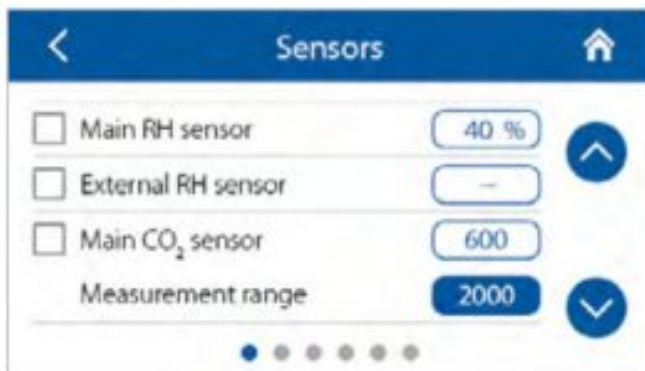 Sensors
Main RH sensor 40 %
External RH sensor –
Main CO₂ sensor 600
Measurement range 2000